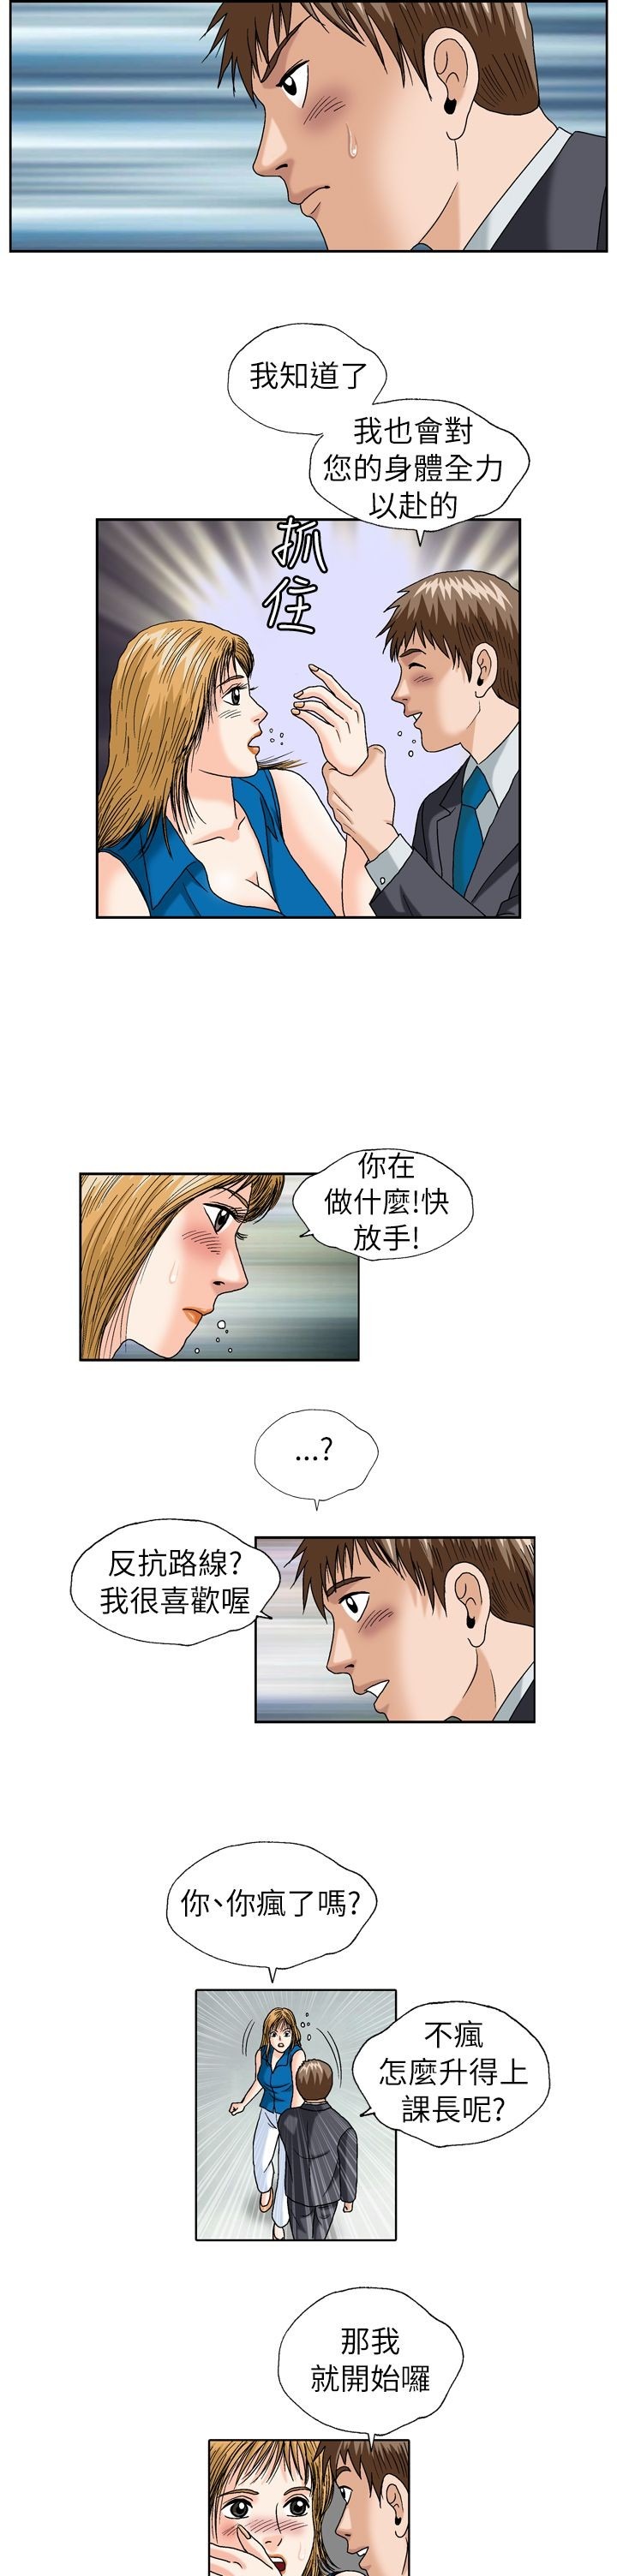 我知道了
我也會對
您的身體全力
以赴的
抓
住
你在
做什麼!快
放手!
...?
反抗路線?
我很喜歡喔
你、你瘋了嗎?
不瘋
怎麼升得上
課長呢?
那我
就開始囉